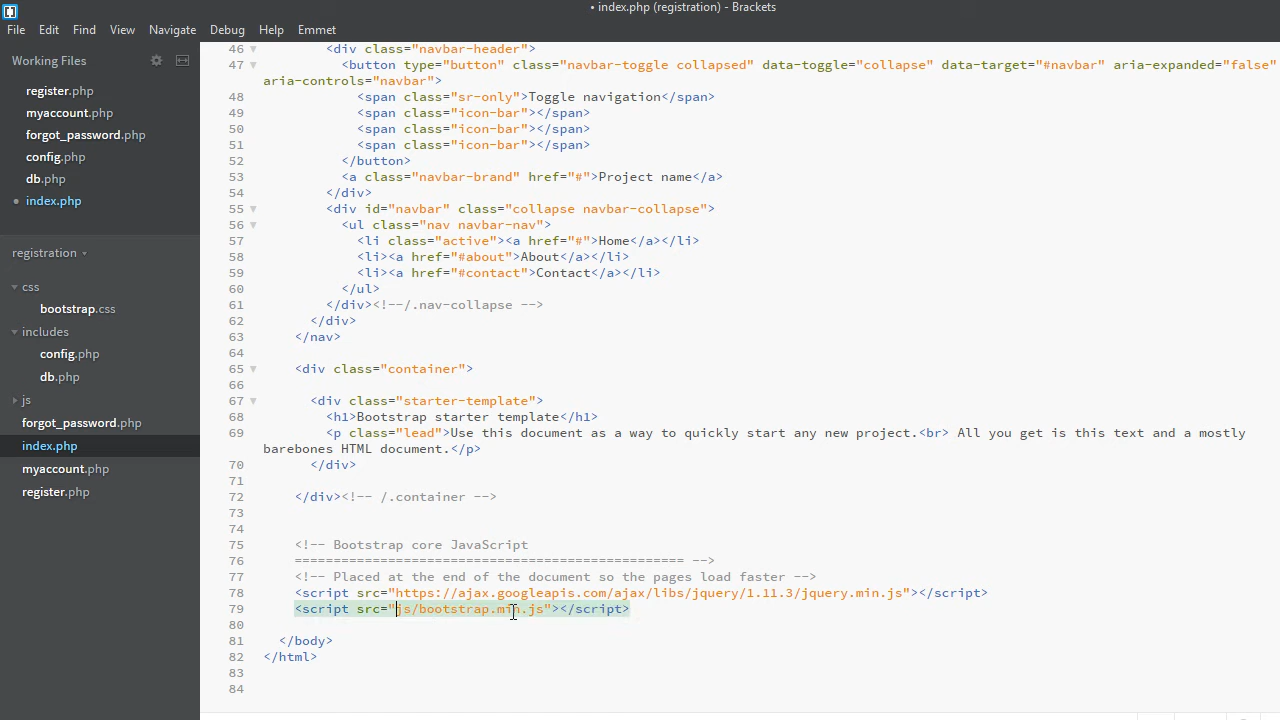 • index.php (registration) - Brackets
File Edit Find View Navigate Debug Help Emmet
Working Files
register.php
myaccount.php
forgot_password.php
config.php
db.php
• index.php
registration
css
bootstrap.css
includes
config.php
db.php
js
forgot_password.php
index.php
myaccount.php
register.php
46 <div class="navbar-header">
47 <button type="button" class="navbar-toggle collapsed" data-toggle="collapse" data-target="#navbar" aria-expanded="false"
aria-controls="navbar">
48 <span class="sr-only">Toggle navigation</span>
49 <span class="icon-bar"></span>
50 <span class="icon-bar"></span>
51 <span class="icon-bar"></span>
52 </button>
53 <a class="navbar-brand" href="#">Project name</a>
54 </div>
55 <div id="navbar" class="collapse navbar-collapse">
56 <ul class="nav navbar-nav">
57 <li class="active"><a href="#">Home</a></li>
58 <li><a href="#about">About</a></li>
59 <li><a href="#contact">Contact</a></li>
60 </ul>
61 </div><!--/.nav-collapse -->
62 </div>
63 </nav>
64
65 <div class="container">
66
67 <div class="starter-template">
68 <h1>Bootstrap starter template</h1>
69 <p class="lead">Use this document as a way to quickly start any new project.<br> All you get is this text and a mostly
barebones HTML document.</p>
70 </div>
71
72 </div><!-- /.container -->
73
74
75 <!-- Bootstrap core JavaScript
76 ================================================== -->
77 <!-- Placed at the end of the document so the pages load faster -->
78 <script src="https://ajax.googleapis.com/ajax/libs/jquery/1.11.3/jquery.min.js"></script>
79 <script src="js/bootstrap.min.js"></script>
80
81 </body>
82 </html>
83
84